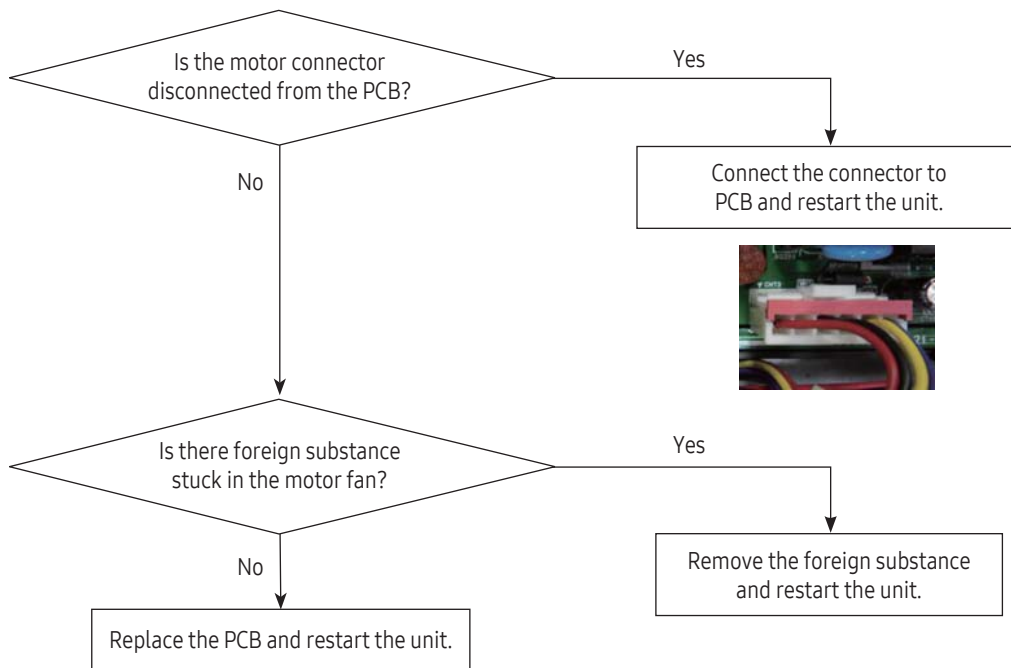 Is the motor connector
disconnected from the PCB?
Yes
Connect the connector to
PCB and restart the unit.
No
Is there foreign substance
stuck in the motor fan?
Yes
Remove the foreign substance
and restart the unit.
No
Replace the PCB and restart the unit.